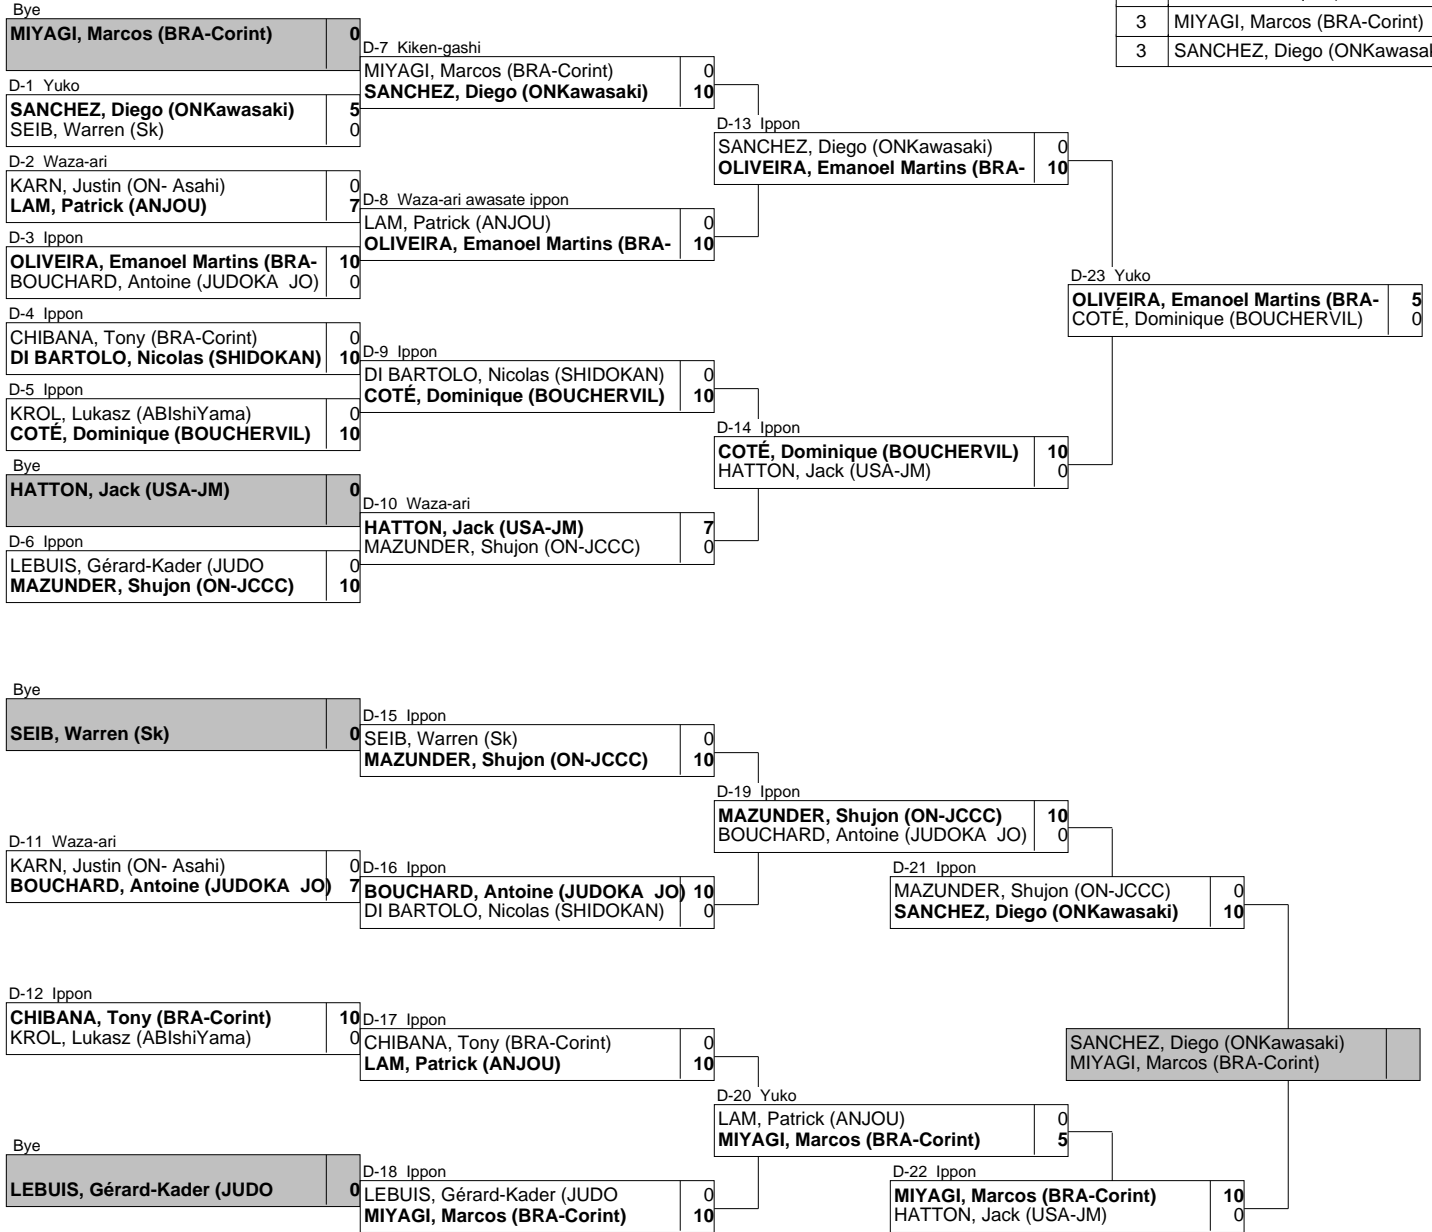 Bye
MIYAGI, Marcos (BRA-Corint) 0
3 MIYAGI, Marcos (BRA-Corint)
3 SANCHEZ, Diego
D-7 Kiken-gashi
MIYAGI, Marcos (BRA-Corint) 0
SANCHEZ, Diego (ONKawasaki) 10
D-1 Yuko
SANCHEZ, Diego (ONKawasaki) 5
SEIB, Warren (Sk) 0
D-13 Ippon
SANCHEZ, Diego (ONKawasaki) 0
OLIVEIRA, Emanoel Martins (BRA- 10
D-2 Waza-ari
KARN, Justin (ON- Asahi) 0
LAM, Patrick (ANJOU) 7
D-8 Waza-ari awasate ippon
LAM, Patrick (ANJOU) 0
OLIVEIRA, Emanoel Martins (BRA- 10
D-3 Ippon
OLIVEIRA, Emanoel Martins (BRA- 10
BOUCHARD, Antoine (JUDOKA JO) 0
D-23 Yuko
OLIVEIRA, Emanoel Martins (BRA- 5
COTÉ, Dominique (BOUCHERVIL) 0
D-4 Ippon
CHIBANA, Tony (BRA-Corint) 0
DI BARTOLO, Nicolas (SHIDOKAN) 10
D-9 Ippon
DI BARTOLO, Nicolas (SHIDOKAN) 0
COTÉ, Dominique (BOUCHERVIL) 10
D-5 Ippon
KROL, Lukasz (ABIshiYama) 0
COTÉ, Dominique (BOUCHERVIL) 10
D-14 Ippon
COTÉ, Dominique (BOUCHERVIL) 10
HATTON, Jack (USA-JM) 0
Bye
HATTON, Jack (USA-JM) 0
D-10 Waza-ari
HATTON, Jack (USA-JM) 7
MAZUNDER, Shujon (ON-JCCC) 0
D-6 Ippon
LEBUIS, Gérard-Kader (JUDO 0
MAZUNDER, Shujon (ON-JCCC) 10
Bye
SEIB, Warren (Sk) 0
D-15 Ippon
SEIB, Warren (Sk) 0
MAZUNDER, Shujon (ON-JCCC) 10
D-19 Ippon
MAZUNDER, Shujon (ON-JCCC) 10
BOUCHARD, Antoine (JUDOKA JO) 0
D-11 Waza-ari
KARN, Justin (ON- Asahi) 0
BOUCHARD, Antoine (JUDOKA JO) 7
D-16 Ippon
BOUCHARD, Antoine (JUDOKA JO) 10
DI BARTOLO, Nicolas (SHIDOKAN) 0
D-21 Ippon
MAZUNDER, Shujon (ON-JCCC) 0
SANCHEZ, Diego (ONKawasaki) 10
D-12 Ippon
CHIBANA, Tony (BRA-Corint) 10
KROL, Lukasz (ABIshiYama) 0
D-17 Ippon
CHIBANA, Tony (BRA-Corint) 0
LAM, Patrick (ANJOU) 10
SANCHEZ, Diego (ONKawasaki)
MIYAGI, Marcos (BRA-Corint)
D-20 Yuko
LAM, Patrick (ANJOU) 0
MIYAGI, Marcos (BRA-Corint) 5
Bye
LEBUIS, Gérard-Kader (JUDO 0
D-18 Ippon
LEBUIS, Gérard-Kader (JUDO 0
MIYAGI, Marcos (BRA-Corint) 10
D-22 Ippon
MIYAGI, Marcos (BRA-Corint) 10
HATTON, Jack (USA-JM) 0